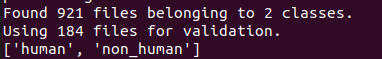 Found 921 files belonging to 2 classes.
Using 184 files for validation.
['human', 'non_human']